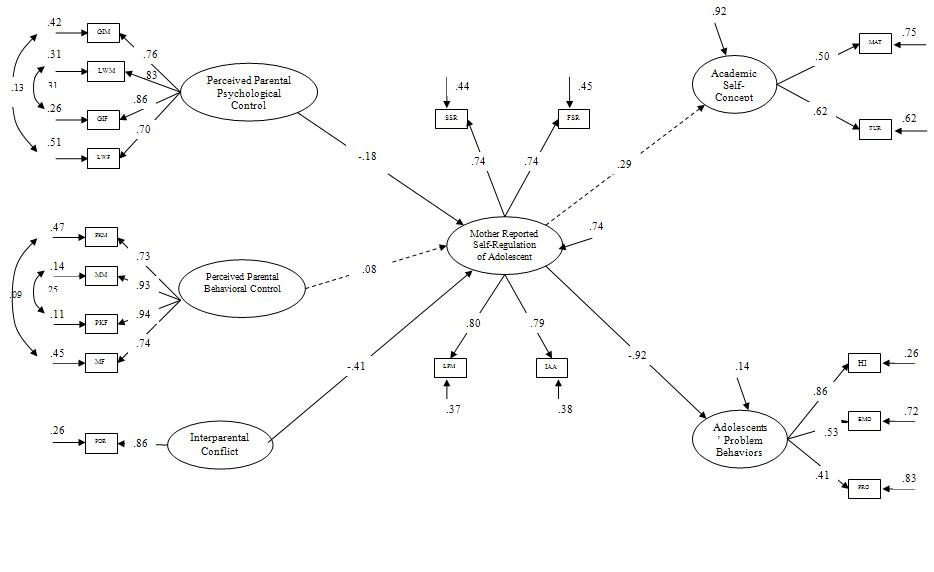 .42
GIM
.76
.31
LWM
.83
.13
31
.26
GIF
.86
.51
LWF
.70
Perceived Parental
Psychological
Control
-.18
.92
Academic
Self-
Concept
.50
MAT
.75
.62
TUR
.62
.44
SSR
.45
FSR
.74
.74
.29
Mother Reported
Self-Regulation
of Adolescent
.74
.47
PKM
.73
.14
MM
.93
.09
25
.11
PKF
.94
.45
MF
.74
Perceived Parental
Behavioral Control
.08
.80
.79
LPM
IAA
.37
.38
-.41
-.92
.26
.86
Interparental
Conflict
.14
Adolescents
' Problem
Behaviors
.86
HI
.26
.53
EMO
.72
.41
PRO
.83